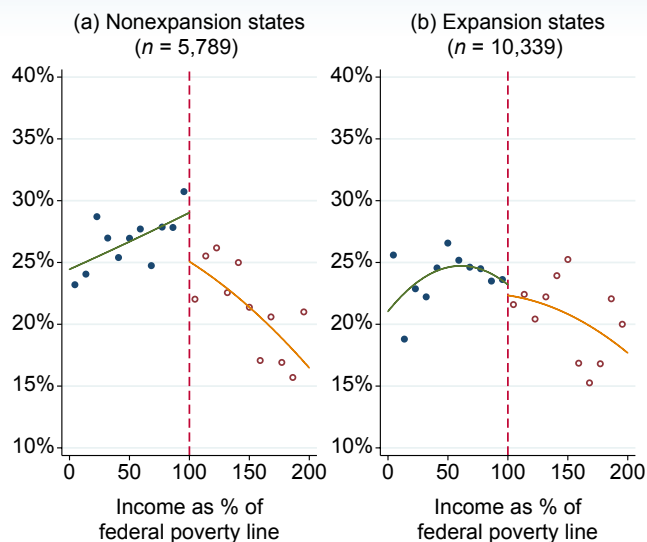 (a) Nonexpansion states
(n = 5,789)
40%
35%
30%
25%
20%
15%
10%
0 50 100 150 200
Income as % of
federal poverty line
(b) Expansion states
(n = 10,339)
40%
35%
30%
25%
20%
15%
10%
0 50 100 150 200
Income as % of
federal poverty line